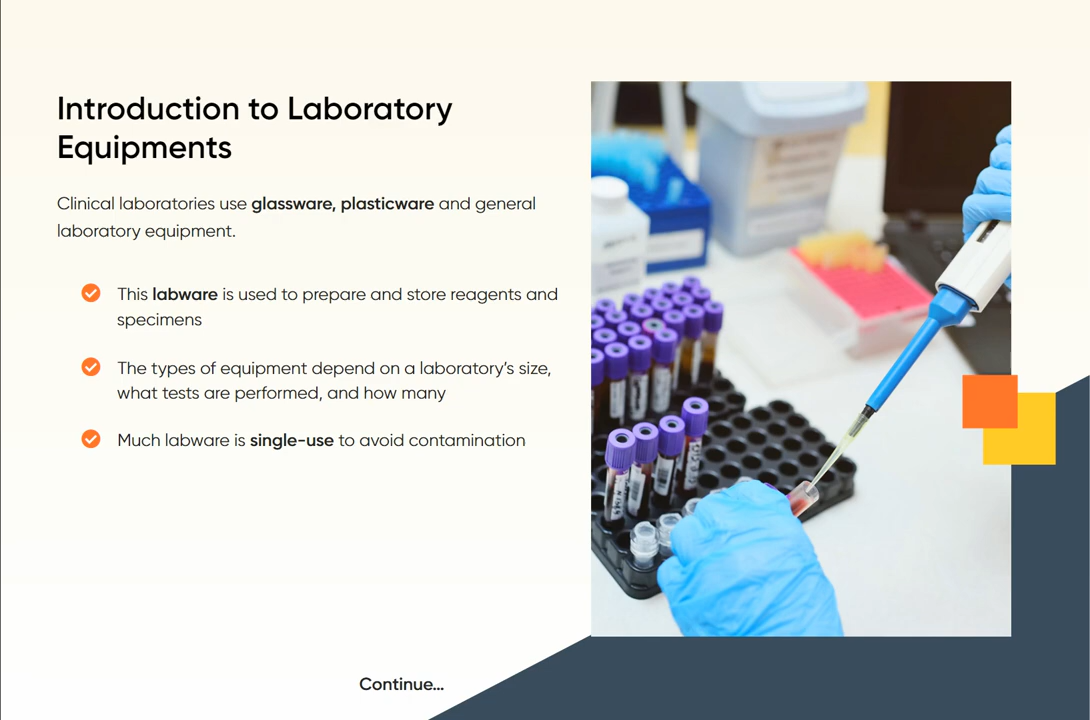 Introduction to Laboratory
Equipments
Clinical laboratories use glassware, plasticware and general
laboratory equipment.
This labware is used to prepare and store reagents and
specimens
The types of equipment depend on a laboratory's size,
what tests are performed, and how many
Much labware is single-use to avoid contamination
Continue...